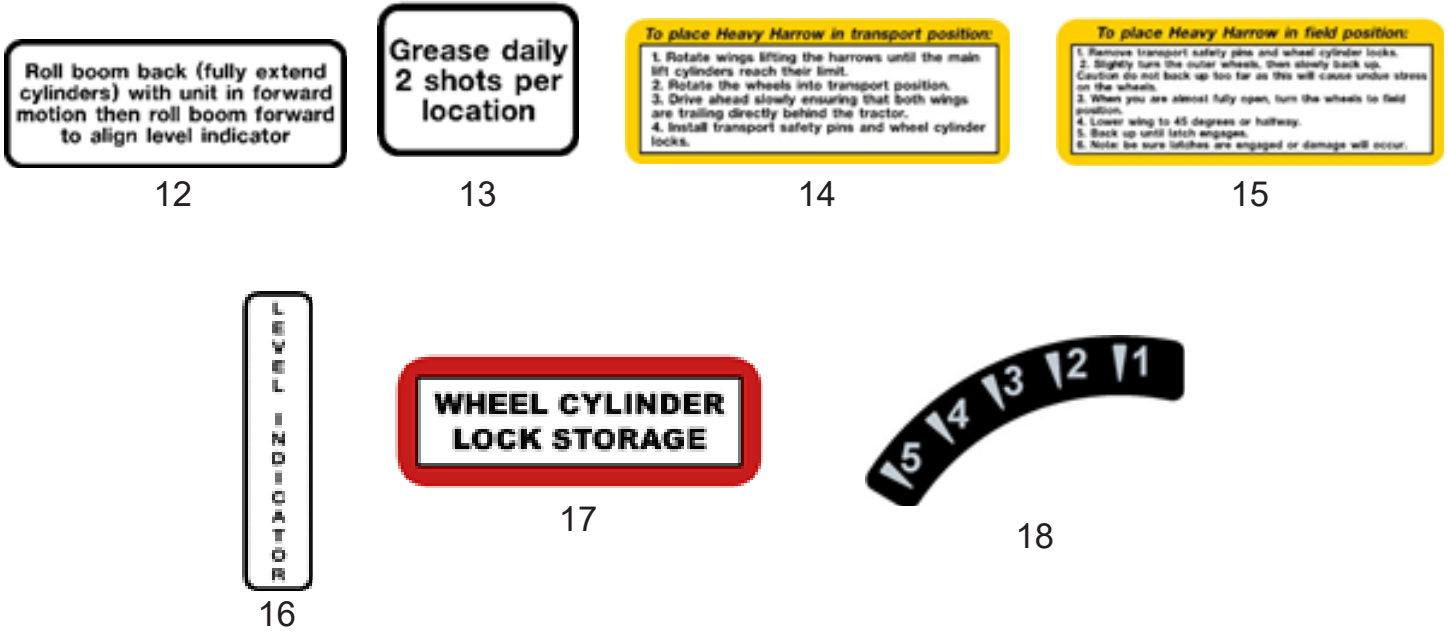 Roll boom back (fully extend
cylinders) with unit in forward
motion then roll boom forward
to align level indicator
12
Grease daily
2 shots per
location
13
To place Heavy Harrow in transport position:
1. Rotate wings lifting the harrows until the main
lift cylinders reach their limit.
2. Rotate the wheels into transport position.
3. Drive ahead slowly ensuring that both wings
are trailing directly behind the tractor.
4. Install transport safety pins and wheel cylinder
locks.
14
To place Heavy Harrow in field position:
1. Remove transport safety pins and wheel cylinder locks.
2. Slightly turn the outer wheels, then slowly back up.
Caution do not back up too far as this will cause undue stress
on the wheels.
3. When you are almost fully open, turn the wheels to field
position.
4. Lower wing to 45 degrees or halfway.
5. Back up until latch engages.
6. Note: be sure latches are engaged or damage will occur.
15
LEVEL INDICATOR
16
WHEEL CYLINDER
LOCK STORAGE
17
5 4 3 2 1
18